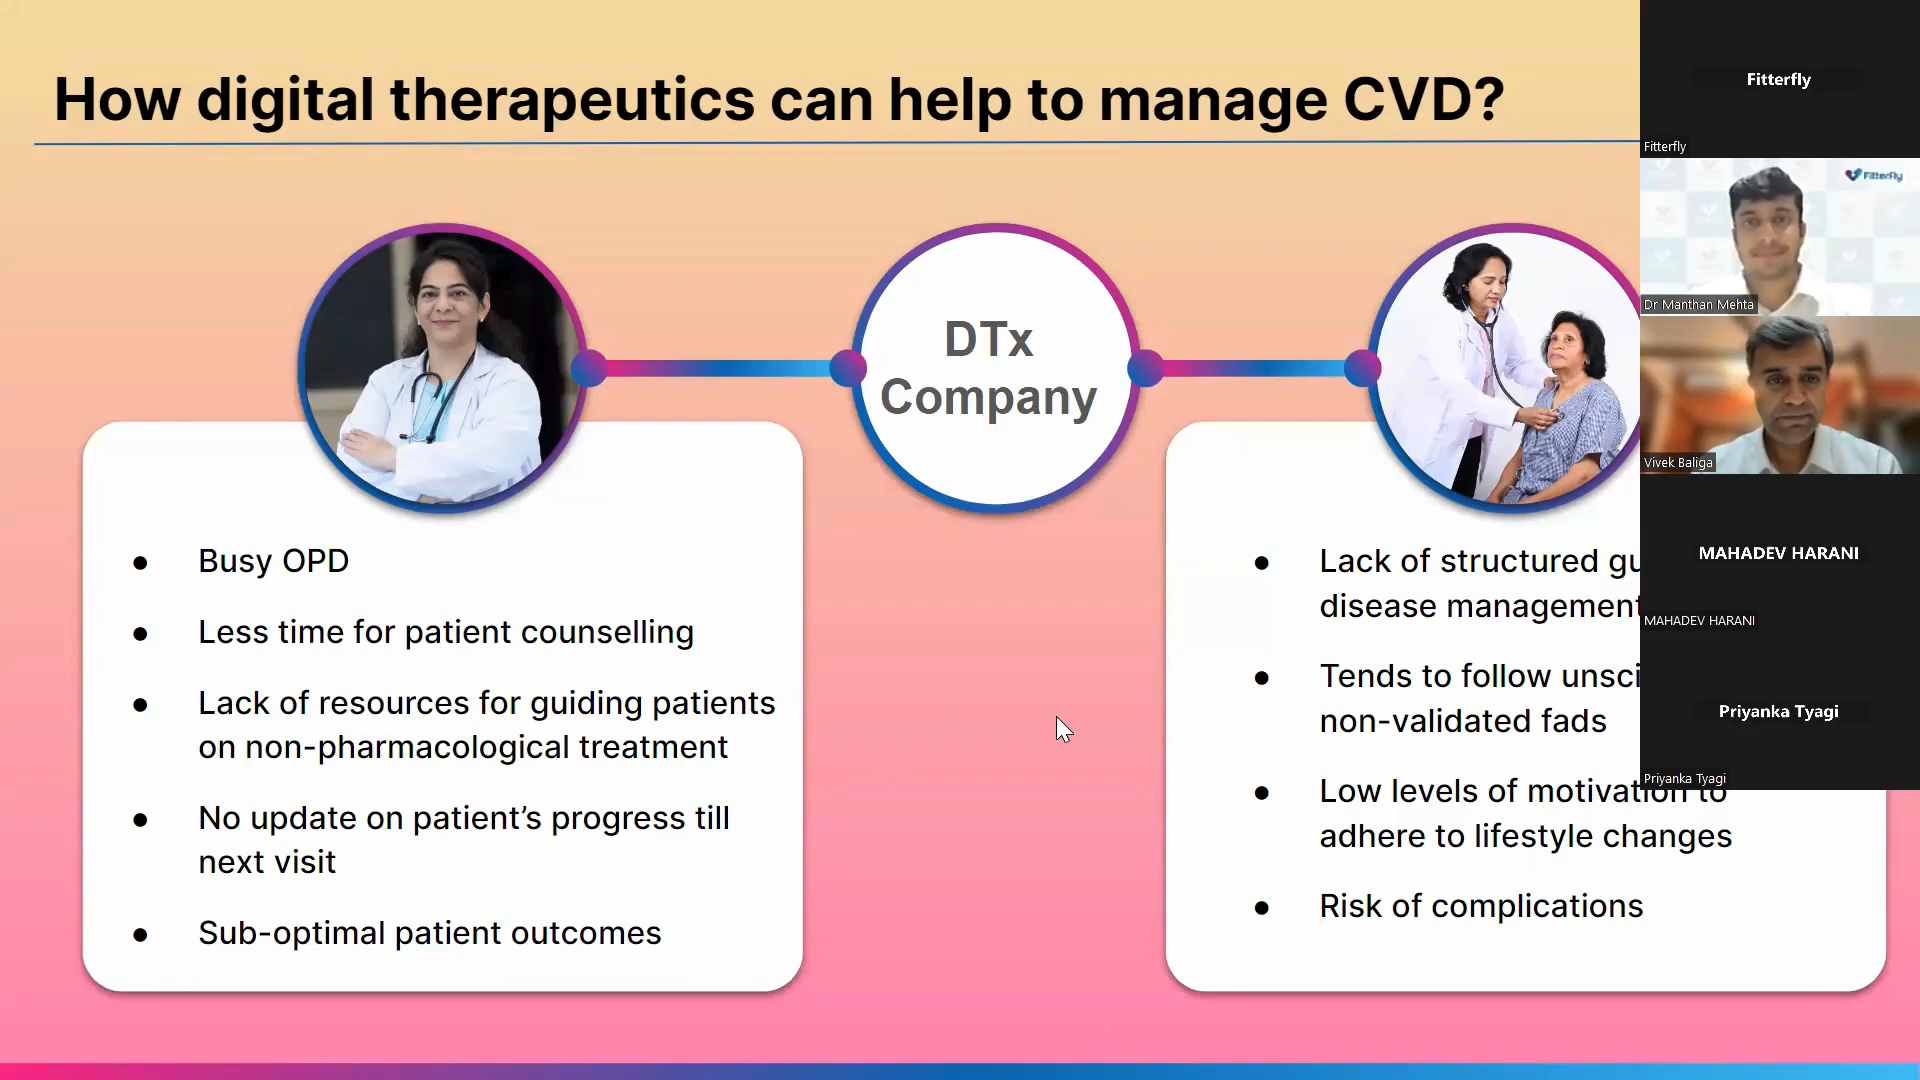 How digital therapeutics can help to manage CVD?
DTx
Company
• Busy OPD
• Less time for patient counselling
• Lack of resources for guiding patients
on non-pharmacological treatment
• No update on patient’s progress till
next visit
• Sub-optimal patient outcomes
• Lack of structured
disease management
• Tends to follow
non-validated fads
• Low levels of motivation to
adhere to lifestyle changes
• Risk of complications
Fitterfly
Fitterfly
Fitterfly
Dr Manthan Mehta
Vivek Baliga
MAHADEV HARANI
MAHADEV HARANI
Priyanka Tyagi
Priyanka Tyagi